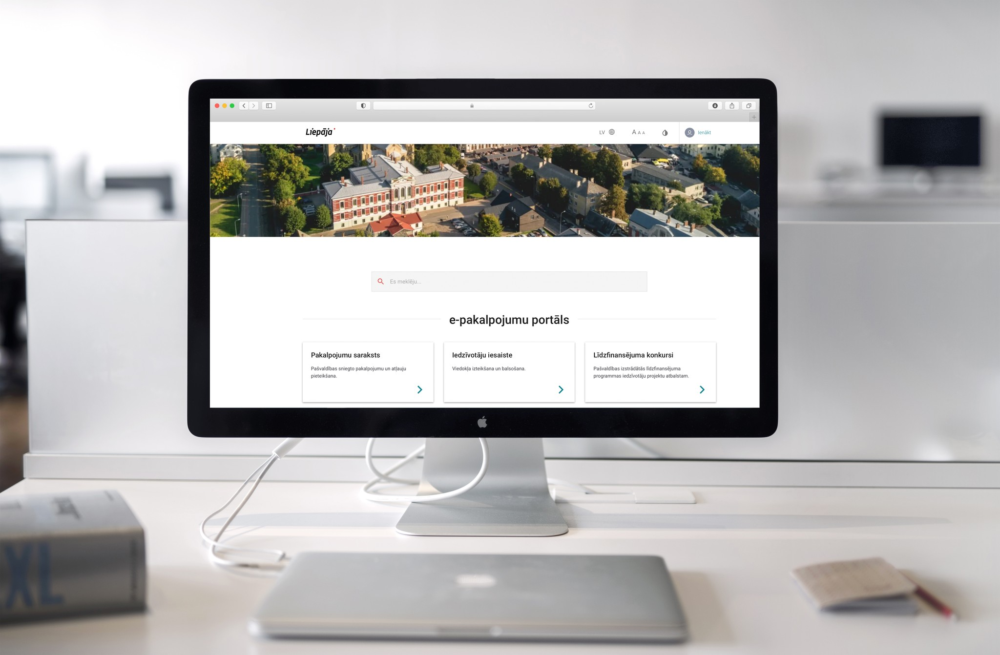 Liepāja
LV
A A A
Ienākt
Es meklēju...
e-pakalpojumu portāls
Pakalpojumu saraksts
Pašvaldības sniegto pakalpojumu un atļauju
pieteikšana.
Iedzīvotāju iesaiste
Viedokļa izteikšana un balsošana.
Līdzfinansējuma konkursi
Pašvaldības izstrādātās līdzfinansējuma
programmas iedzīvotāju projektu atbalstam.
XL